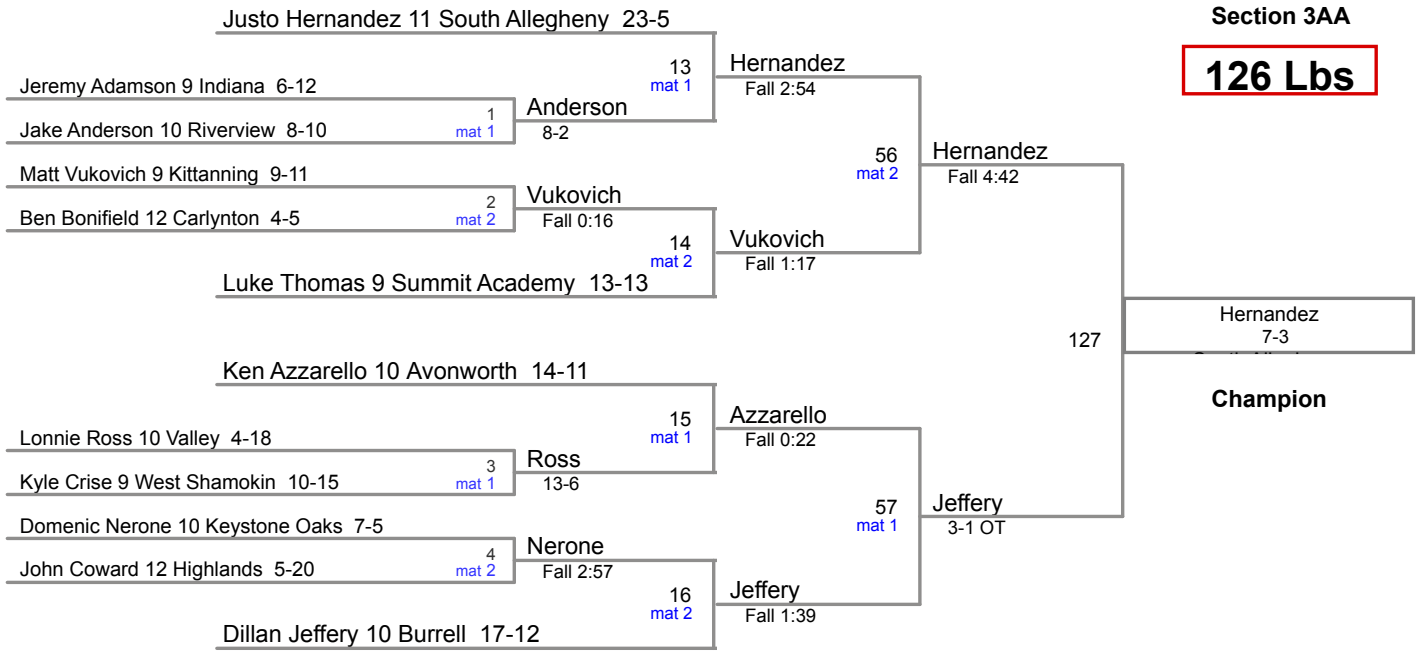 Justo Hernandez 11 South Allegheny 23-5
Section 3AA
126 Lbs
13
mat 1
Hernandez
Fall 2:54
Jeremy Adamson 9 Indiana 6-12
1
mat 1
Anderson
8-2
Jake Anderson 10 Riverview 8-10
56
mat 2
Hernandez
Fall 4:42
Matt Vukovich 9 Kittanning 9-11
2
mat 2
Vukovich
Fall 0:16
Ben Bonifield 12 Carlynton 4-5
14
mat 2
Vukovich
Fall 1:17
Luke Thomas 9 Summit Academy 13-13
127
Hernandez
7-3
Champion
Ken Azzarello 10 Avonworth 14-11
15
mat 1
Azzarello
Fall 0:22
Lonnie Ross 10 Valley 4-18
3
mat 1
Ross
13-6
Kyle Crise 9 West Shamokin 10-15
57
mat 1
Jeffery
3-1 OT
Domenic Nerone 10 Keystone Oaks 7-5
4
mat 2
Nerone
Fall 2:57
John Coward 12 Highlands 5-20
16
mat 2
Jeffery
Fall 1:39
Dillan Jeffery 10 Burrell 17-12